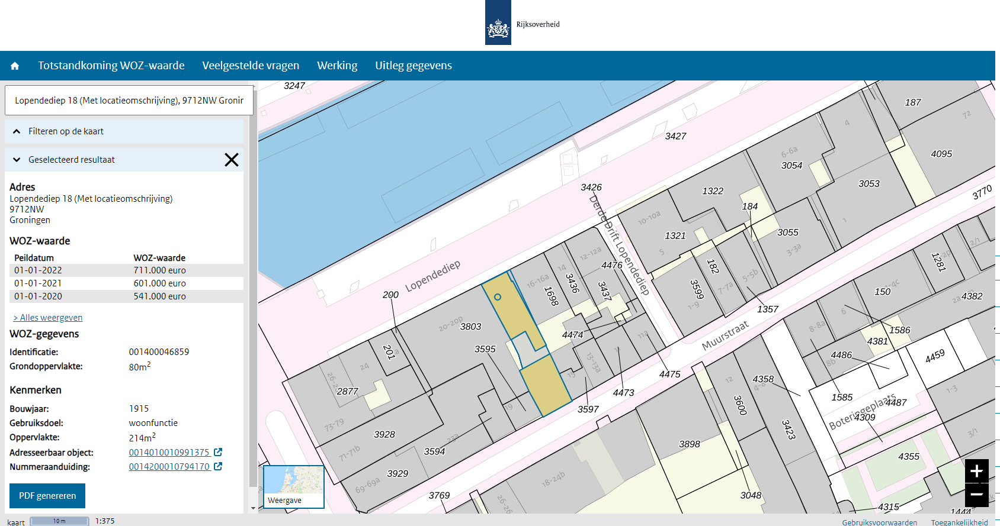 Rijksoverheid
Totstandkoming WOZ-waarde Veelgestelde vragen Werking Uitleg gegevens
Lopendediep 18 (Met locatieomschrijving), 9712NW Gronir
Filteren op de kaart
Geselecteerd resultaat
Adres
Lopendediep 18 (Met locatieomschrijving)
9712NW
Groningen
WOZ-waarde
Peildatum WOZ-waarde
01-01-2022 711.000 euro
01-01-2021 601.000 euro
01-01-2020 541.000 euro
> Alles weergeven
WOZ-gegevens
Identificatie: 001400046859
Grondoppervlakte: 80m²
Kenmerken
Bouwjaar: 1915
Gebruiksdoel: woonfunctie
Oppervlakte: 214m²
Adresseerbaar object: 0014010010991375
Nummeraanduiding: 0014200010794170
PDF genereren
kaart 10 m 1:375
Weergave
3247
3427
187
72
4
4095
6-6a
3054
3053
3426
1322
3770
184
Derde Drift Lopendediep
10-10a
1321
3055
1
5
3-3a
2/1
12-12a
4476
182
1281
Lopendediep
14
16-16a
3436
3437
1698
3599
7-7a
5-5b
150
4382
200
1-9
1357
6
20-20p
3803
4474
Muurstraat
8-8a
1586
4381
3595
201
11a
4486
4459
8b
24
13-13a
4475
12
4358
2877
15
4473
1585
1-3
4487
Boteringeplaats
4309
19
3597
3600
73-79
3423
3/1
3928
3898
71-71b
3594
4355
3929
69-69a
18-24b
3769
3048
26-26
4315
1444
+
−
Gebruiksvoorwaarden Toegankelijkheid